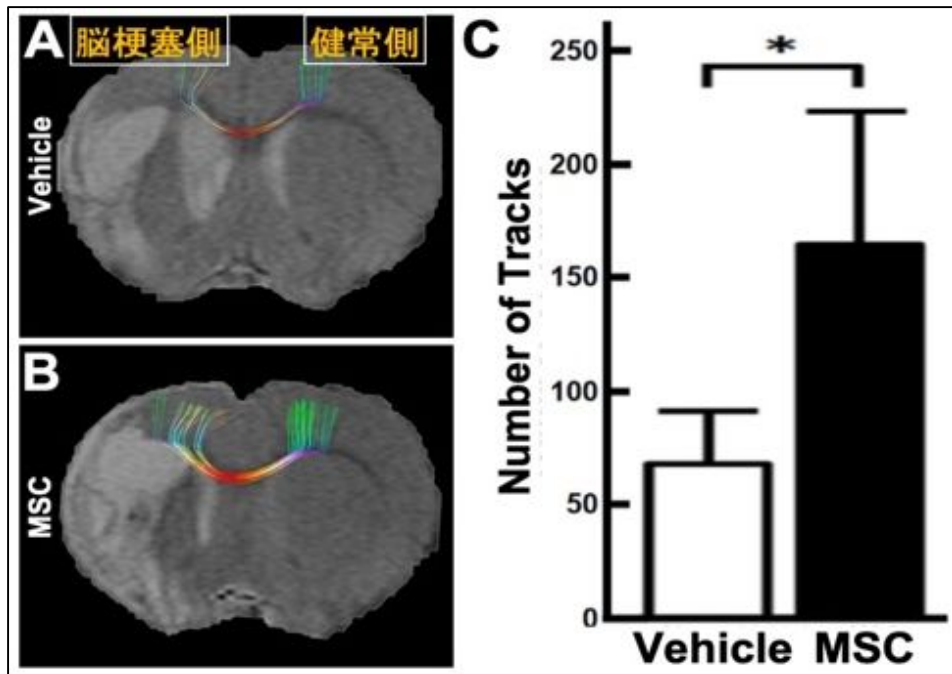 A
脳梗塞側
健常側
Vehicle
B
MSC
C
*
Number of Tracks
250
200
150
100
50
0
Vehicle
MSC